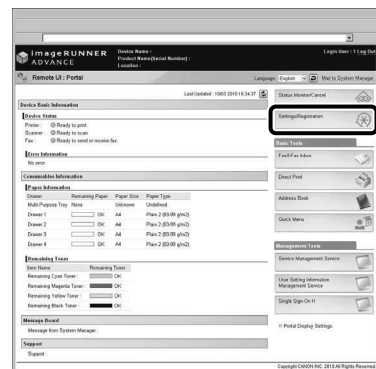 imageRUNNER
ADVANCE
Device Name :
Product Name(Serial Number) :
Location :
Login User : 1 Log Out
Remote UI : Portal
Language : English
Mail to System Manager
Last Updated : 10/03 2010 16:34:37
Device Basic Information
Device Status
Printer : Ready to print.
Scanner : Ready to scan.
Fax : Ready to send or receive fax.
Error Information
No error.
Consumables Information
Paper Information
Drawer Remaining Paper Paper Size Paper Type
Multi-Purpose Tray None Unknown Undefined
Drawer 1 OK A4 Plain 2 (83-99 g/m2)
Drawer 2 OK A4 Plain 2 (83-99 g/m2)
Drawer 3 OK A4 Plain 2 (83-99 g/m2)
Drawer 4 OK A4 Plain 2 (83-99 g/m2)
Remaining Toner
Item Name Remaining Toner
Remaining Cyan Toner : OK
Remaining Magenta Toner : OK
Remaining Yellow Toner : OK
Remaining Black Toner : OK
Message Board
Message from System Manager :
Support
Support :
Status Monitor/Cancel
Settings/Registration
Basic Tools
Fax/I-Fax Inbox
Direct Print
Address Book
Quick Menu
Management Tools
Service Management Service
User Setting Information
Management Service
Single Sign-On H
Portal Display Settings
Copyright CANON INC. 2010 All Rights Reserved